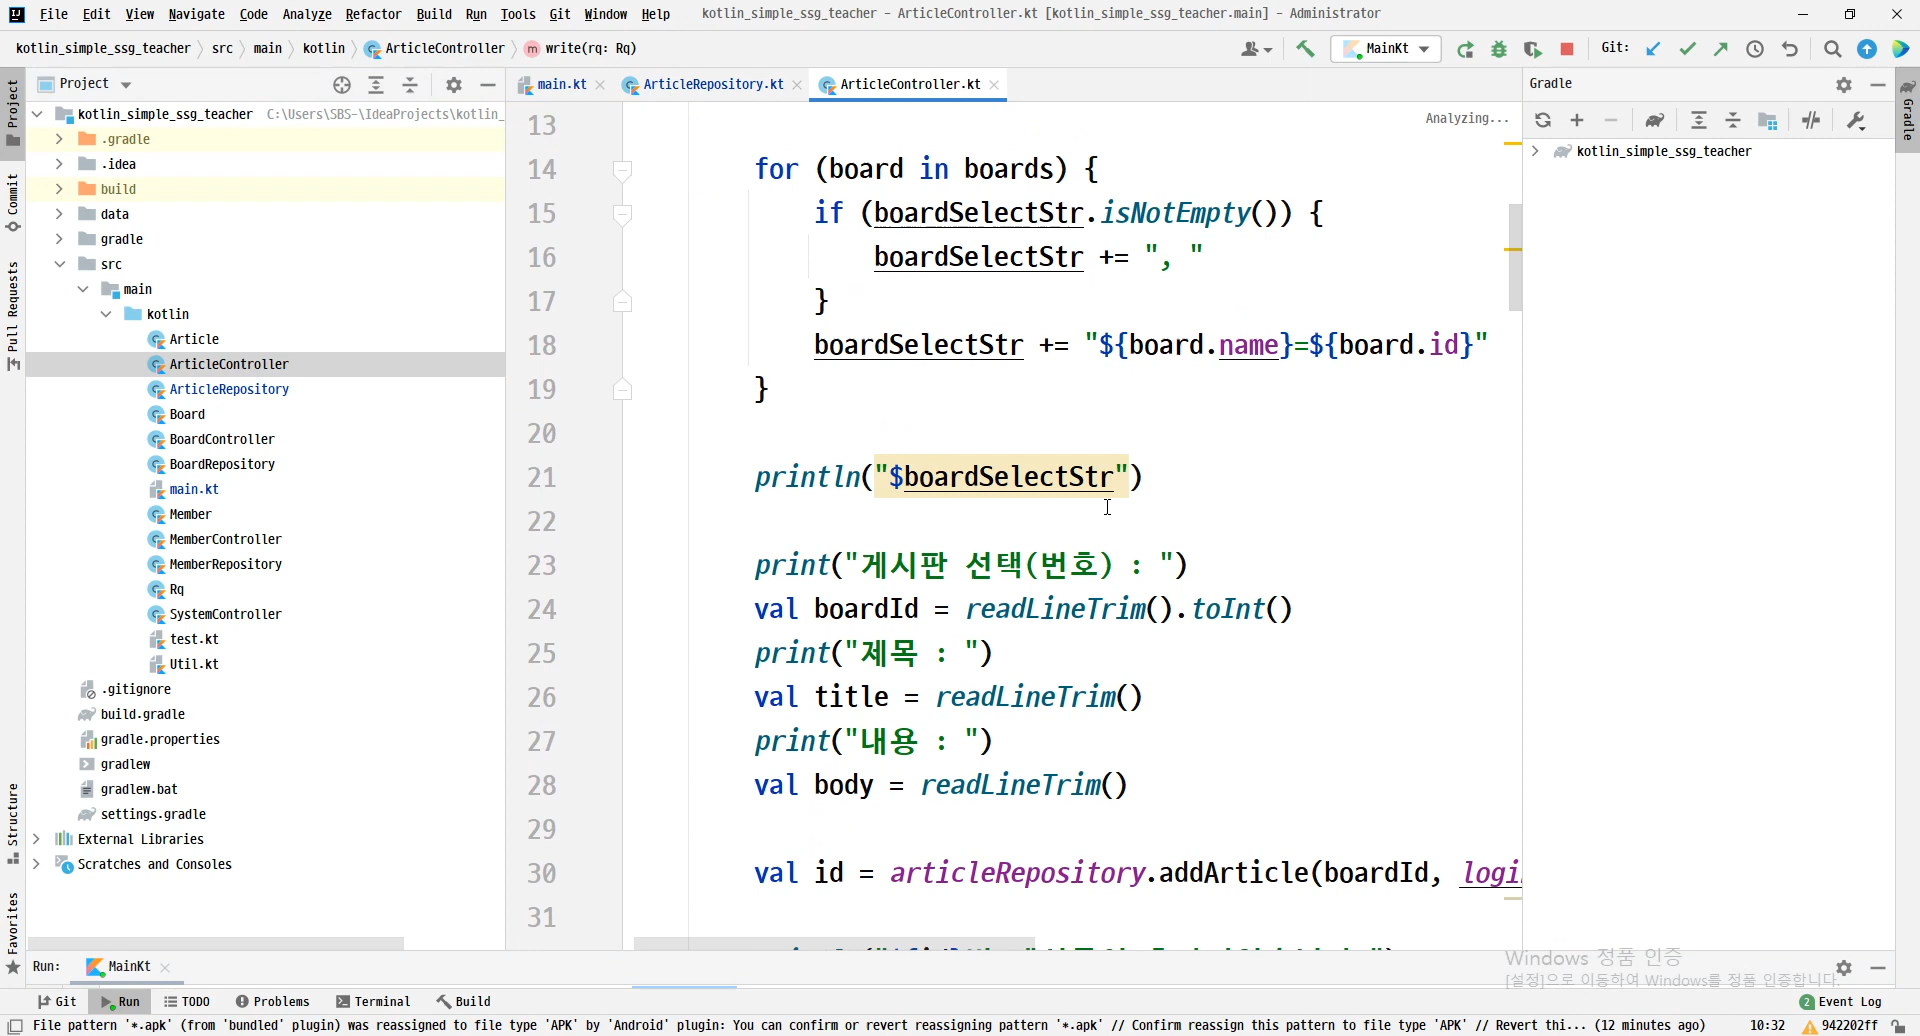 File Edit View Navigate Code Analyze Refactor Build Run Tools Git Window Help kotlin_simple_ssg_teacher - ArticleController.kt [kotlin_simple_ssg_teacher.main] - Administrator
kotlin_simple_ssg_teacher src main kotlin ArticleController write(rq: Rq) MainKt Git:
Project
main.kt ArticleRepository.kt ArticleController.kt
Gradle
Project
Commit
Pull Requests
Structure
Favorites
kotlin_simple_ssg_teacher C:\Users\SBS-\IdeaProjects\kotlin_
.gradle
.idea
build
data
gradle
src
main
kotlin
Article
ArticleController
ArticleRepository
Board
BoardController
BoardRepository
main.kt
Member
MemberController
MemberRepository
Rq
SystemController
test.kt
Util.kt
.gitignore
build.gradle
gradle.properties
gradlew
gradlew.bat
settings.gradle
External Libraries
Scratches and Consoles
Analyzing...
13
14 for (board in boards) {
15 if (boardSelectStr.isNotEmpty()) {
16 boardSelectStr += ", "
17 }
18 boardSelectStr += "${board.name}=${board.id}"
19 }
20
21 println("$boardSelectStr")
22
23 print("게시판 선택(번호) : ")
24 val boardId = readLineTrim().toInt()
25 print("제목 : ")
26 val title = readLineTrim()
27 print("내용 : ")
28 val body = readLineTrim()
29
30 val id = articleRepository.addArticle(boardId, logi
31
kotlin_simple_ssg_teacher
Gradle
Windows 정품 인증
[설정]으로 이동하여 Windows를 정품 인증합니다.
Run: MainKt
Git Run TODO Problems Terminal Build 2 Event Log
File pattern '*.apk' (from 'bundled' plugin) was reassigned to file type 'APK' by 'Android' plugin: You can confirm or revert reassigning pattern '*.apk' // Confirm reassign this pattern to file type 'APK' // Revert thi... (12 minutes ago) 10:32 942202ff